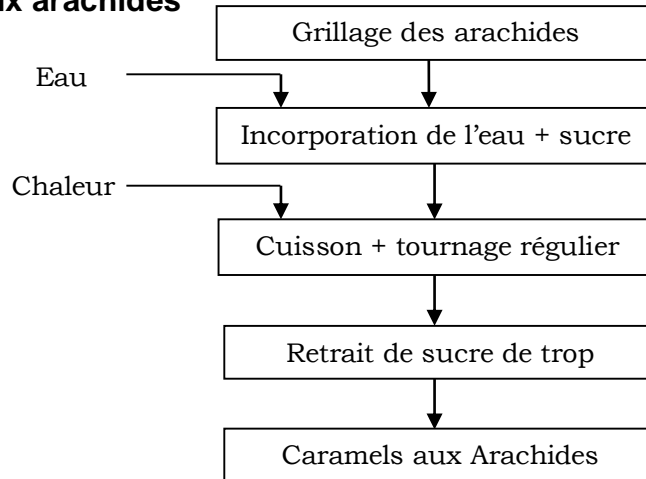 ux arachides
Grillage des arachides
Eau
Incorporation de l’eau + sucre
Chaleur
Cuisson + tournage régulier
Retrait de sucre de trop
Caramels aux Arachides